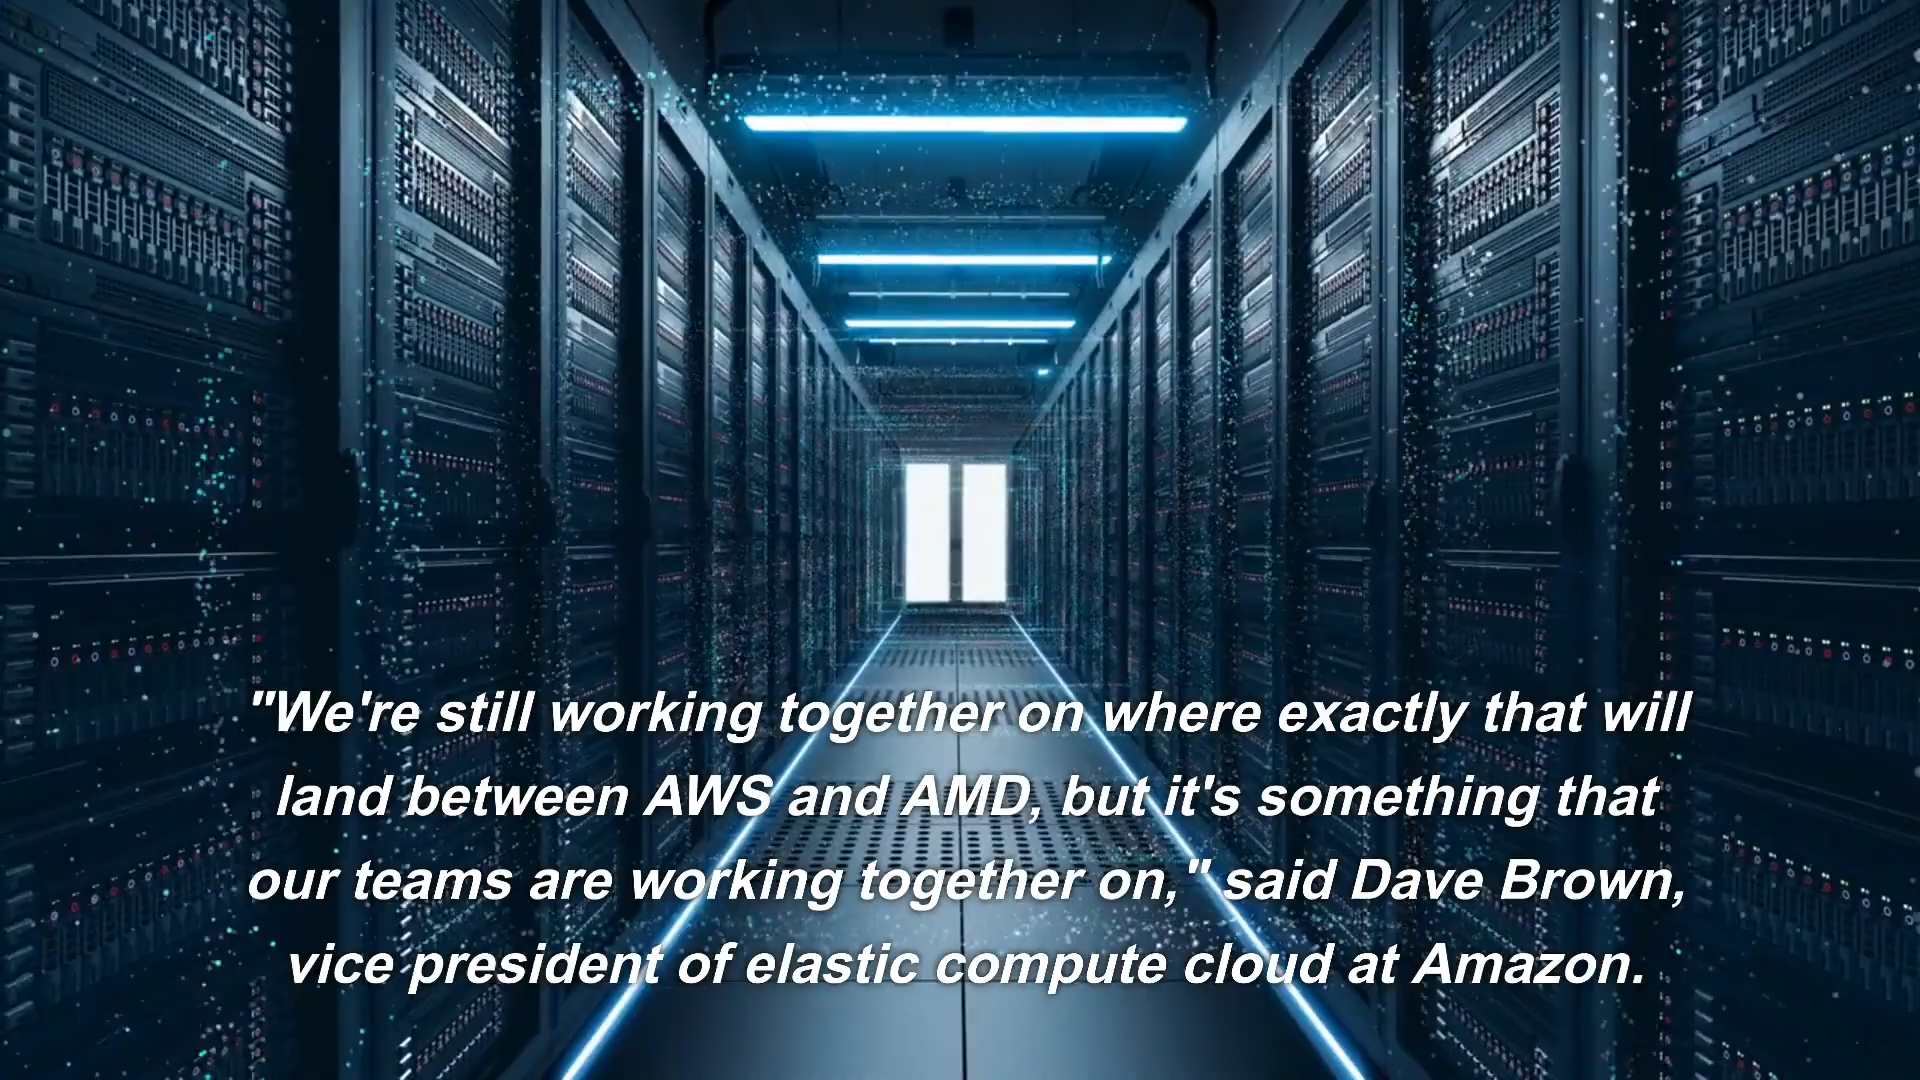 "We're still working together on where exactly that will
land between AWS and AMD, but it's something that
our teams are working together on," said Dave Brown,
vice president of elastic compute cloud at Amazon.